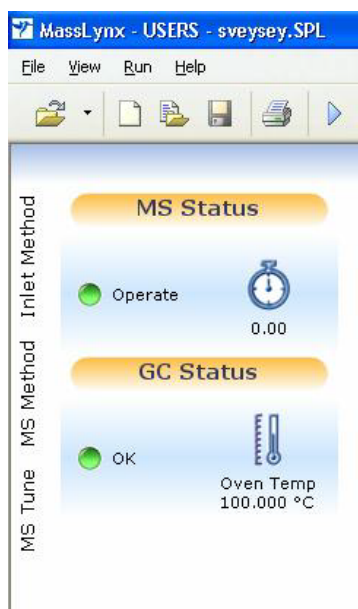 MassLynx - USERS - sveysey.SPL
File View Run Help
Inlet Method
MS Method
MS Tune
MS Status
Operate
0.00
GC Status
OK
Oven Temp
100.000 °C